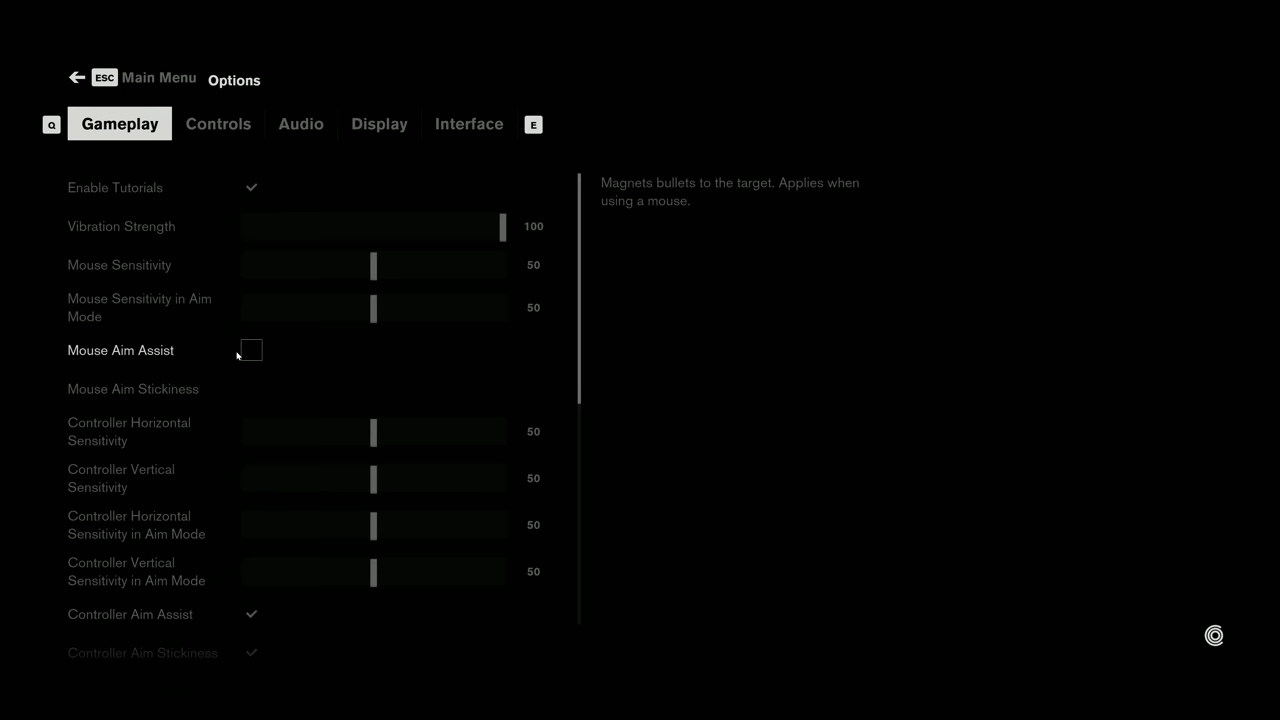 ESC Main Menu Options
Q Gameplay Controls Audio Display Interface E
Enable Tutorials
Vibration Strength 100
Mouse Sensitivity 50
Mouse Sensitivity in Aim
Mode 50
Mouse Aim Assist
Mouse Aim Stickiness
Controller Horizontal
Sensitivity 50
Controller Vertical
Sensitivity 50
Controller Horizontal
Sensitivity in Aim Mode 50
Controller Vertical
Sensitivity in Aim Mode 50
Controller Aim Assist
Controller Aim Stickiness
Magnets bullets to the target. Applies when
using a mouse.